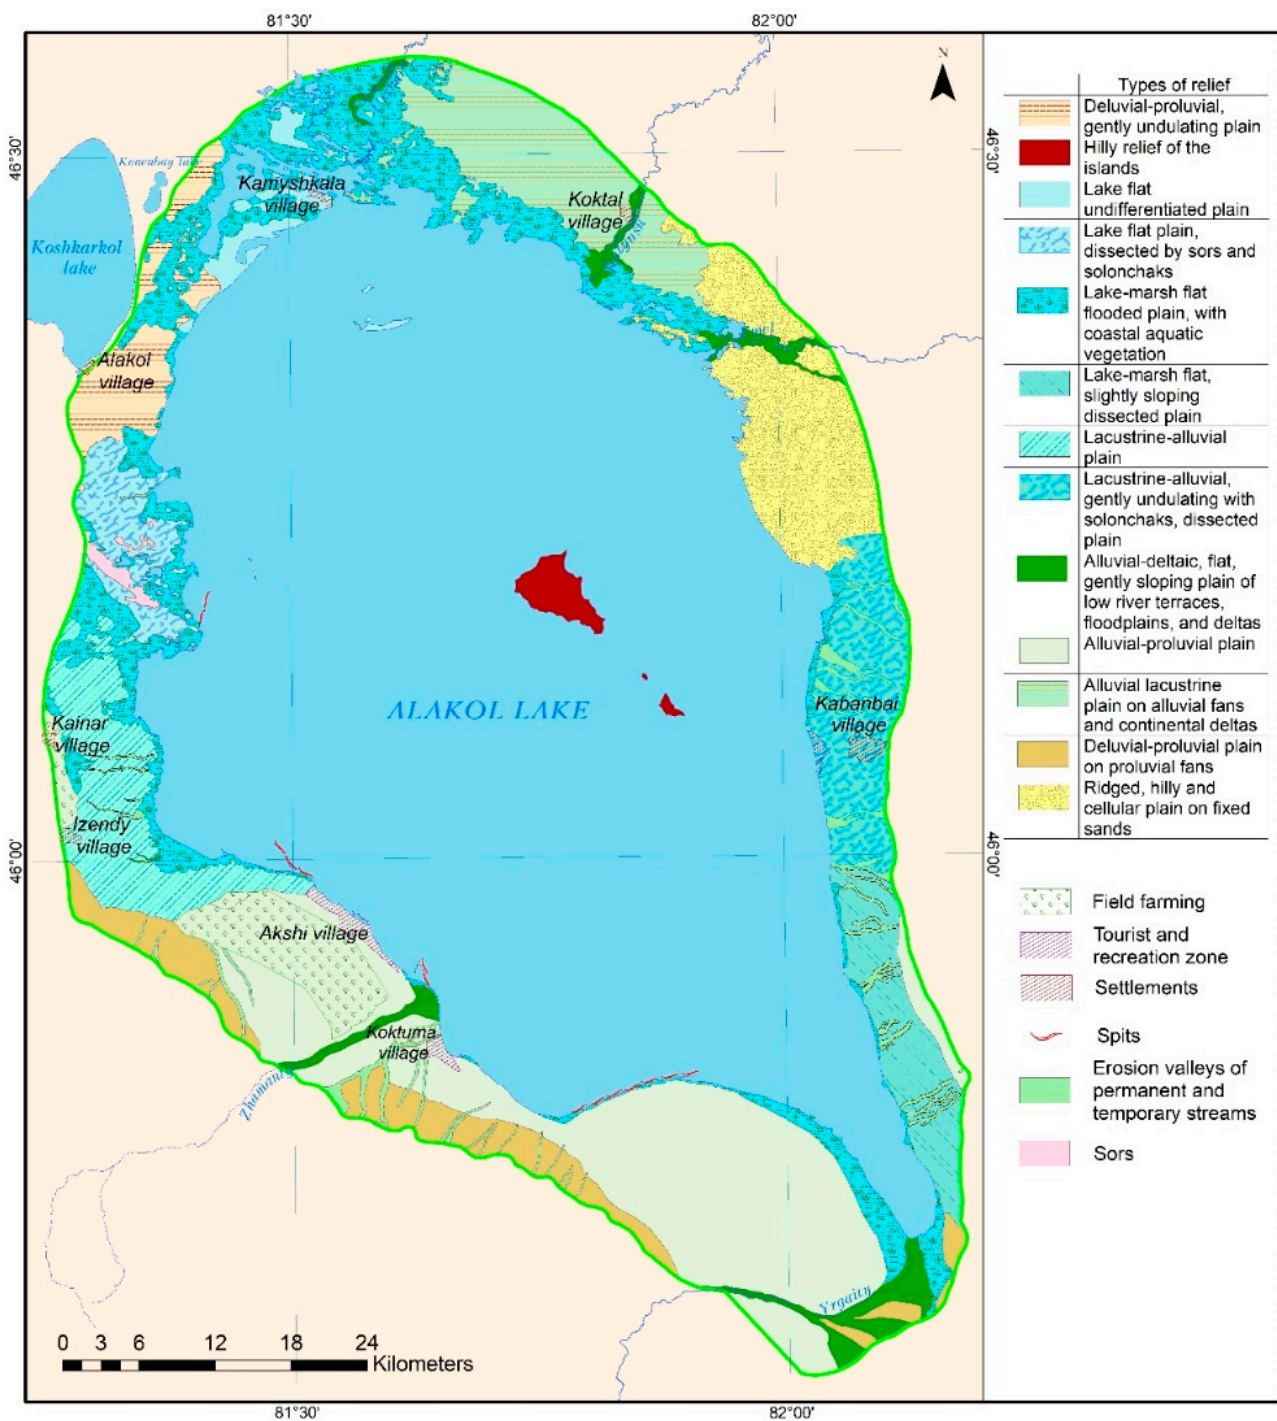 81°30'
82°00'
N
46°30'
46°30'
Koshkarkol
lake
Kamyshkala
village
Koktal
village
Alakol
village
ALAKOL LAKE
Kabanbai
village
Kainar
village
Izendy
village
46°00'
46°00'
Akshi village
Koktuma
village
Yrgaity
0 3 6 12 18 24
Kilometers
81°30'
82°00'
Types of relief
Deluvial-proluvial,
gently undulating plain
Hilly relief of the
islands
Lake flat
undifferentiated plain
Lake flat plain,
dissected by sors and
solonchaks
Lake-marsh flat
flooded plain, with
coastal aquatic
vegetation
Lake-marsh flat,
slightly sloping
dissected plain
Lacustrine-alluvial
plain
Lacustrine-alluvial,
gently undulating with
solonchaks, dissected
plain
Alluvial-deltaic, flat,
gently sloping plain of
low river terraces,
floodplains, and deltas
Alluvial-proluvial plain
Alluvial lacustrine
plain on alluvial fans
and continental deltas
Deluvial-proluvial plain
on proluvial fans
Ridged, hilly and
cellular plain on fixed
sands
Field farming
Tourist and
recreation zone
Settlements
Spits
Erosion valleys of
permanent and
temporary streams
Sors